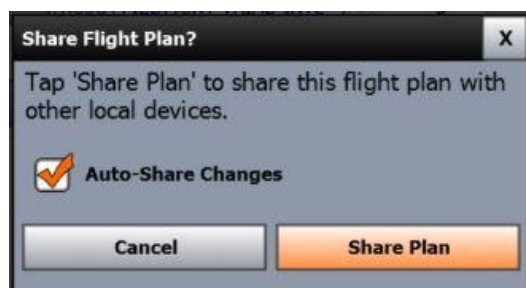 Share Flight Plan?
X
Tap 'Share Plan' to share this flight plan with
other local devices.
Auto-Share Changes
Cancel
Share Plan